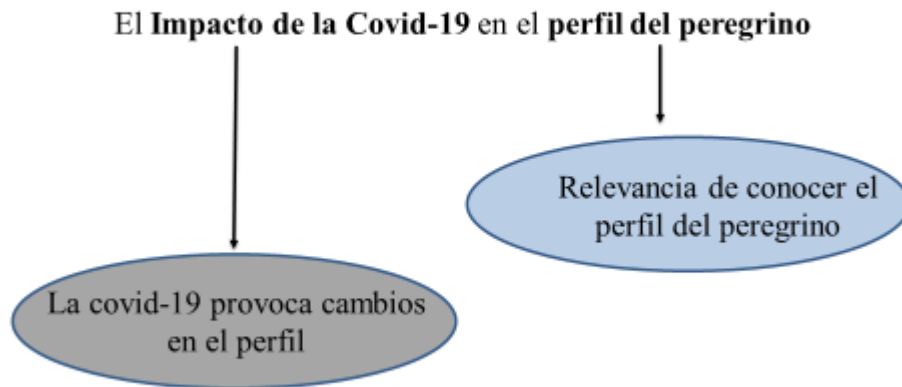 El Impacto de la Covid-19 en el perfil del peregrino
Relevancia de conocer el
perfil del peregrino
La covid-19 provoca cambios
en el perfil